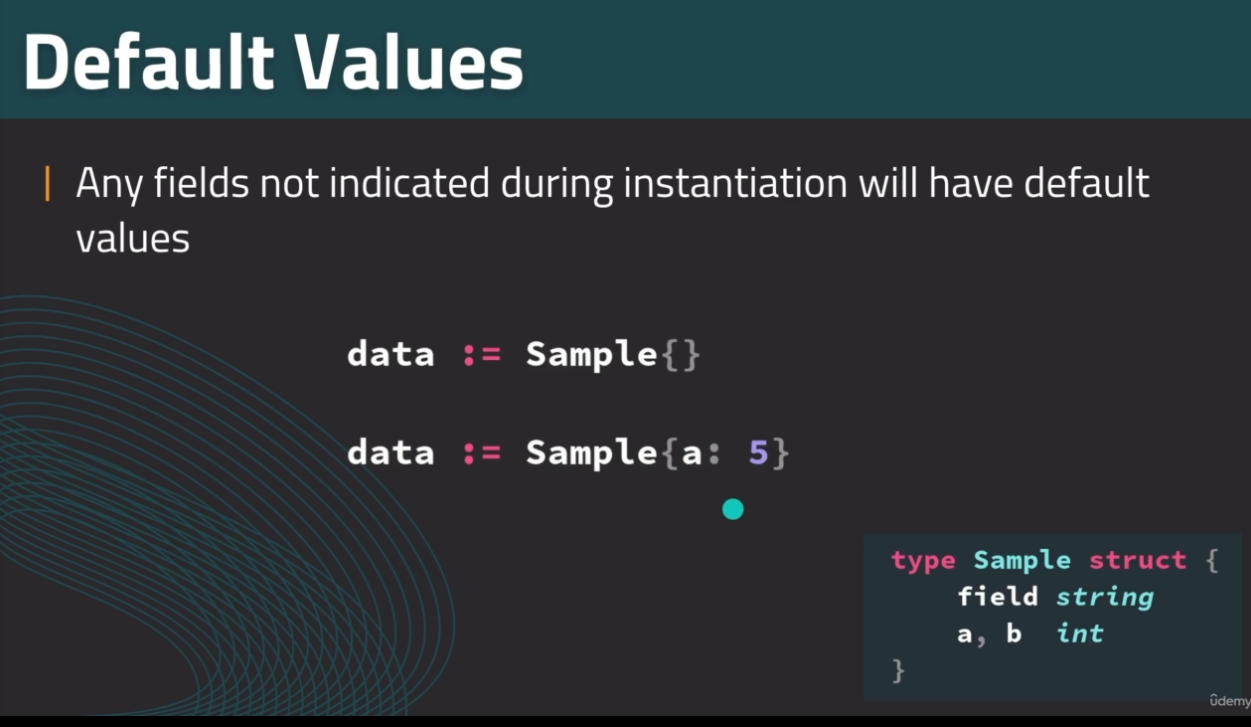 Default Values
Any fields not indicated during instantiation will have default
values
data := Sample{}
data := Sample{a: 5}
type Sample struct {
    field string
    a, b  int
}
ûdemy